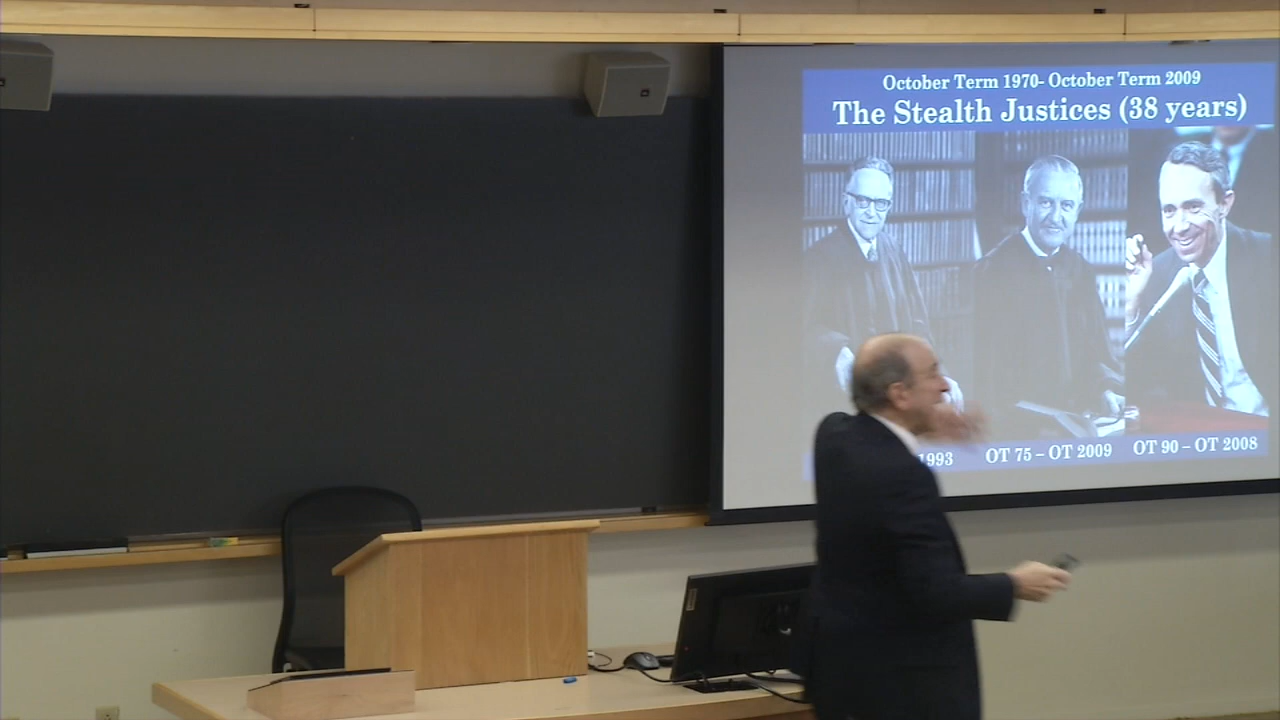 October Term 1970- October Term 2009
The Stealth Justices (38 years)
1993
OT 75 – OT 2009
OT 90 – OT 2008